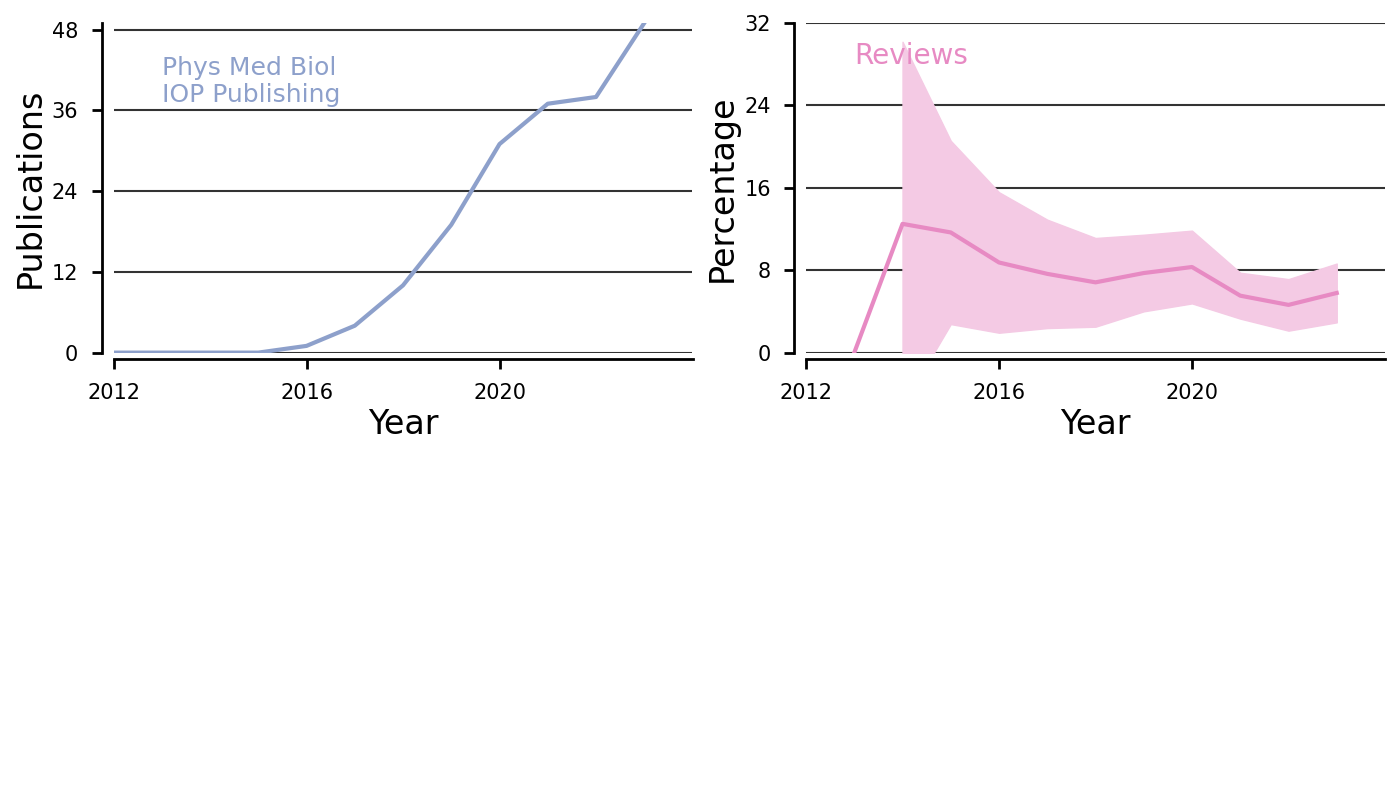 48
36
24
12
0
Publications
Phys Med Biol
IOP Publishing
2012
2016
2020
Year
32
24
16
8
0
Percentage
Reviews
2012
2016
2020
Year